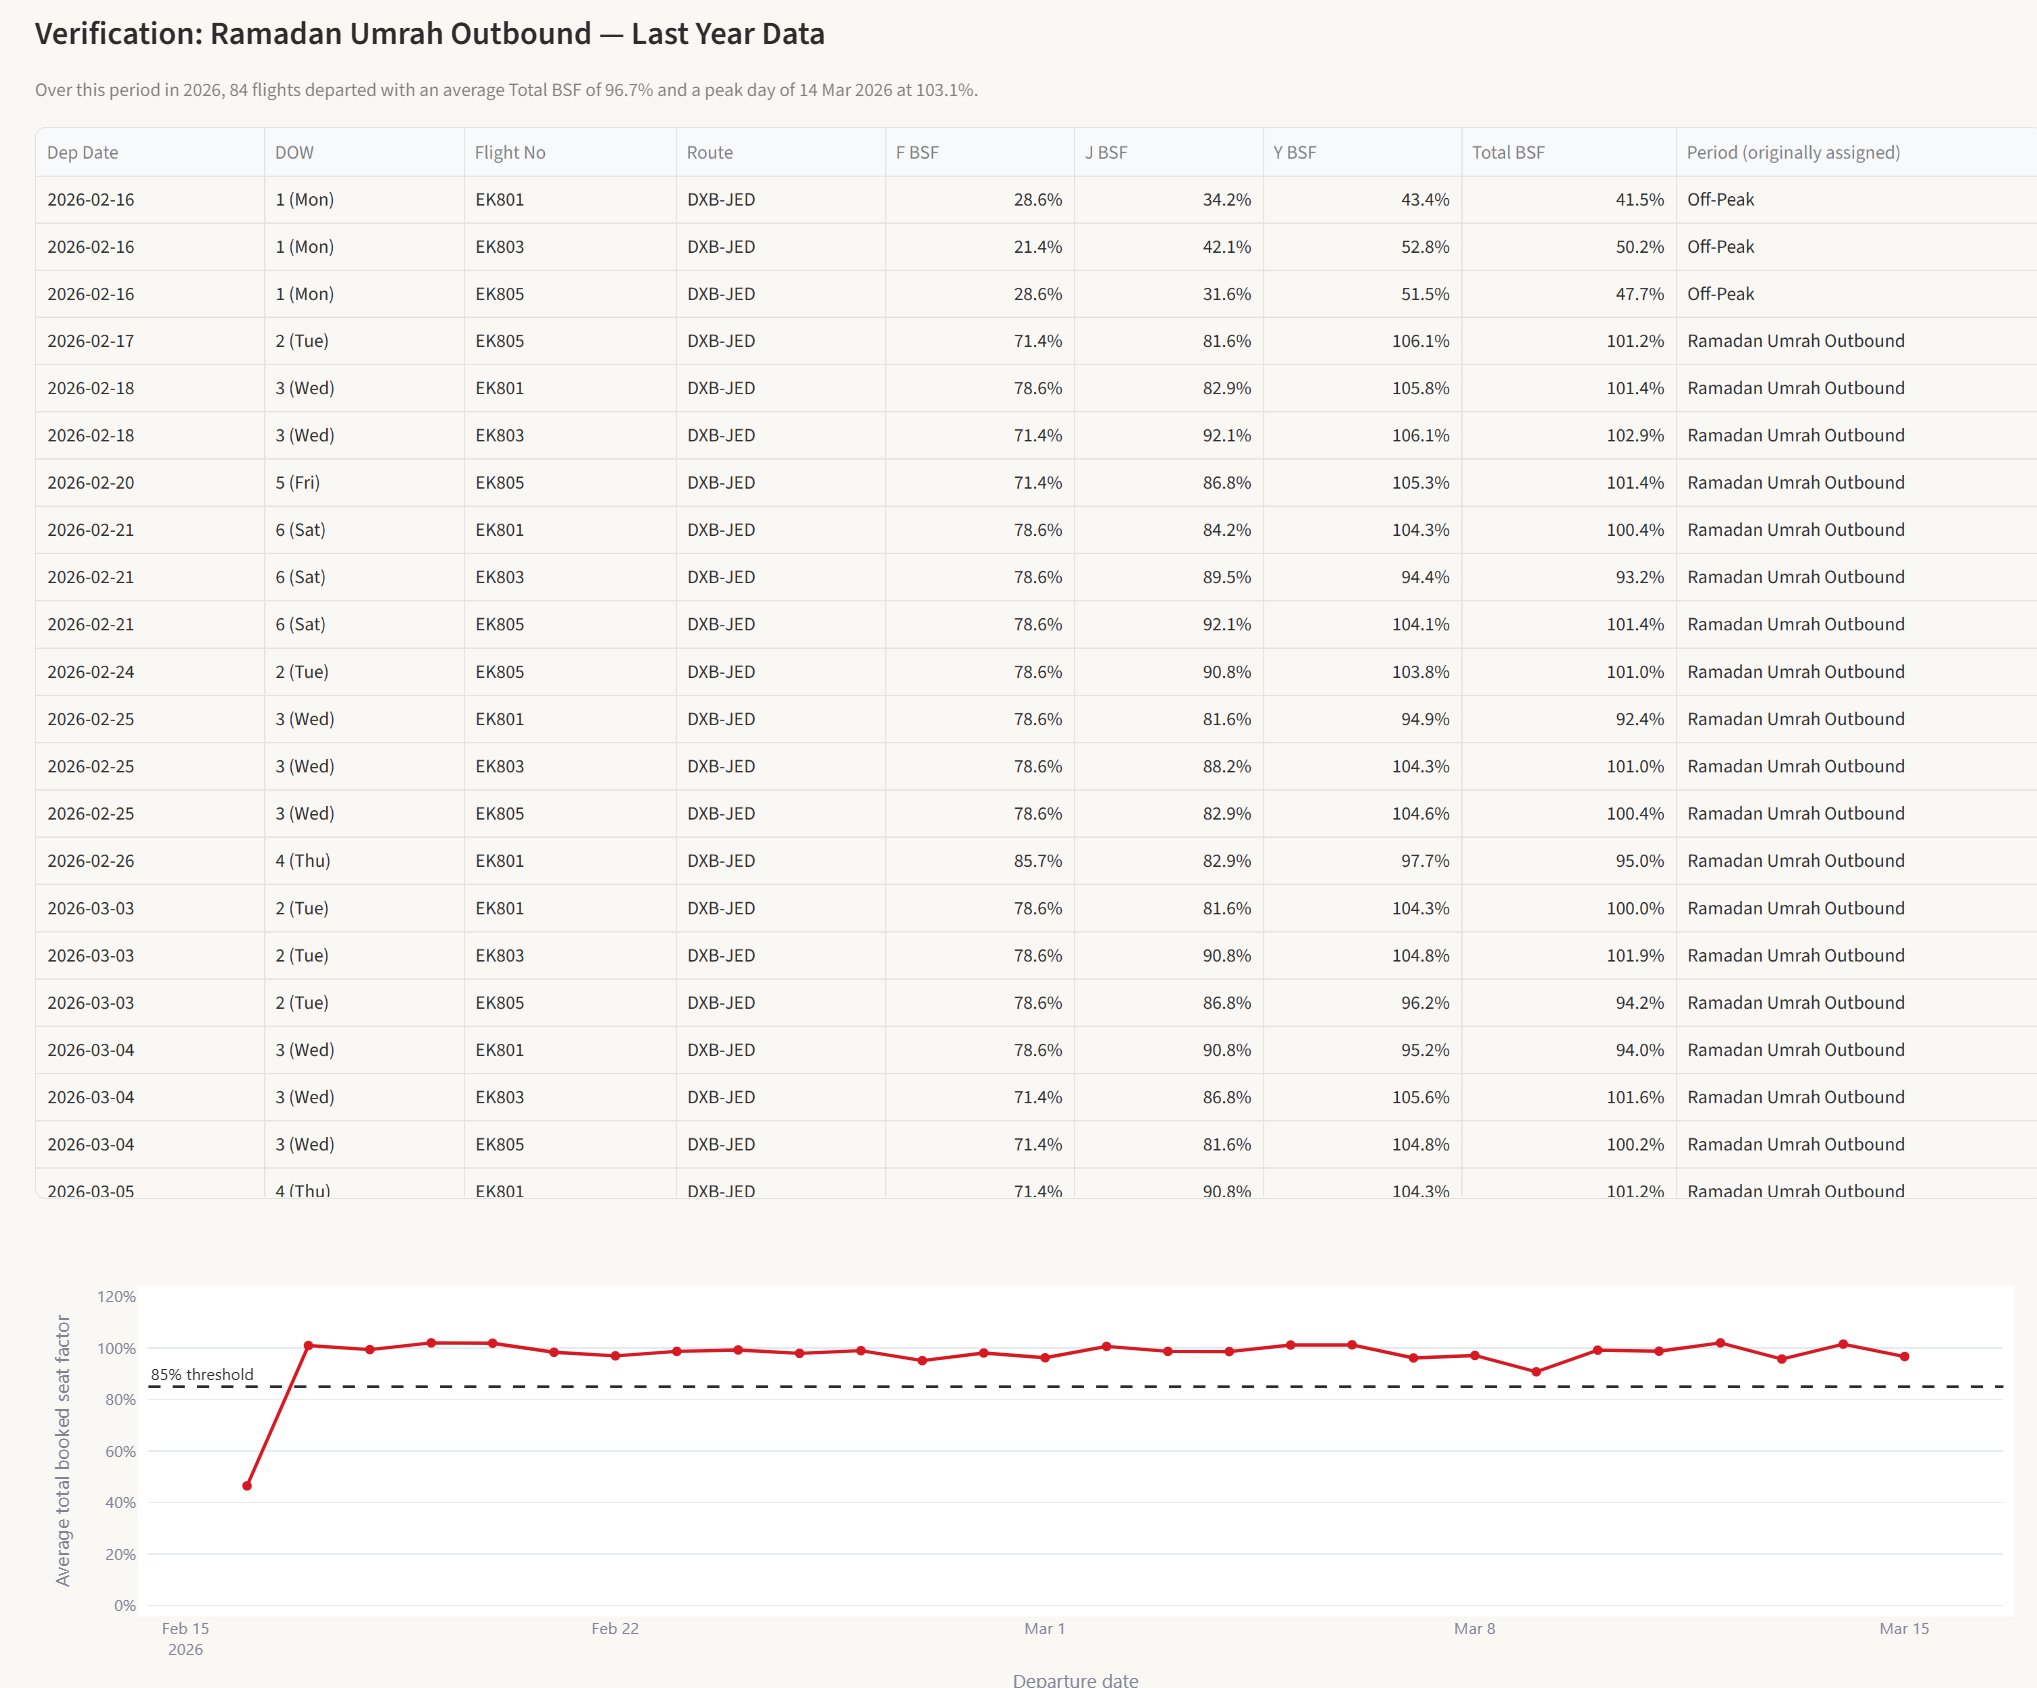 Verification: Ramadan Umrah Outbound — Last Year Data
Over this period in 2026, 84 flights departed with an average Total BSF of 96.7% and a peak day of 14 Mar 2026 at 103.1%.
Dep Date DOW Flight No Route F BSF J BSF Y BSF Total BSF Period (originally assigned)
2026-02-16 1 (Mon) EK801 DXB-JED 28.6% 34.2% 43.4% 41.5% Off-Peak
2026-02-16 1 (Mon) EK803 DXB-JED 21.4% 42.1% 52.8% 50.2% Off-Peak
2026-02-16 1 (Mon) EK805 DXB-JED 28.6% 31.6% 51.5% 47.7% Off-Peak
2026-02-17 2 (Tue) EK805 DXB-JED 71.4% 81.6% 106.1% 101.2% Ramadan Umrah Outbound
2026-02-18 3 (Wed) EK801 DXB-JED 78.6% 82.9% 105.8% 101.4% Ramadan Umrah Outbound
2026-02-18 3 (Wed) EK803 DXB-JED 71.4% 92.1% 106.1% 102.9% Ramadan Umrah Outbound
2026-02-20 5 (Fri) EK805 DXB-JED 71.4% 86.8% 105.3% 101.4% Ramadan Umrah Outbound
2026-02-21 6 (Sat) EK801 DXB-JED 78.6% 84.2% 104.3% 100.4% Ramadan Umrah Outbound
2026-02-21 6 (Sat) EK803 DXB-JED 78.6% 89.5% 94.4% 93.2% Ramadan Umrah Outbound
2026-02-21 6 (Sat) EK805 DXB-JED 78.6% 92.1% 104.1% 101.4% Ramadan Umrah Outbound
2026-02-24 2 (Tue) EK805 DXB-JED 78.6% 90.8% 103.8% 101.0% Ramadan Umrah Outbound
2026-02-25 3 (Wed) EK801 DXB-JED 78.6% 81.6% 94.9% 92.4% Ramadan Umrah Outbound
2026-02-25 3 (Wed) EK803 DXB-JED 78.6% 88.2% 104.3% 101.0% Ramadan Umrah Outbound
2026-02-25 3 (Wed) EK805 DXB-JED 78.6% 82.9% 104.6% 100.4% Ramadan Umrah Outbound
2026-02-26 4 (Thu) EK801 DXB-JED 85.7% 82.9% 97.7% 95.0% Ramadan Umrah Outbound
2026-03-03 2 (Tue) EK801 DXB-JED 78.6% 81.6% 104.3% 100.0% Ramadan Umrah Outbound
2026-03-03 2 (Tue) EK803 DXB-JED 78.6% 90.8% 104.8% 101.9% Ramadan Umrah Outbound
2026-03-03 2 (Tue) EK805 DXB-JED 78.6% 86.8% 96.2% 94.2% Ramadan Umrah Outbound
2026-03-04 3 (Wed) EK801 DXB-JED 78.6% 90.8% 95.2% 94.0% Ramadan Umrah Outbound
2026-03-04 3 (Wed) EK803 DXB-JED 71.4% 86.8% 105.6% 101.6% Ramadan Umrah Outbound
2026-03-04 3 (Wed) EK805 DXB-JED 71.4% 81.6% 104.8% 100.2% Ramadan Umrah Outbound
2026-03-05 4 (Thu) EK801 DXB-JED 71.4% 90.8% 104.3% 101.2% Ramadan Umrah Outbound
Average total booked seat factor
120%
100%
85% threshold
80%
60%
40%
20%
0%
Feb 15 Feb 22 Mar 1 Mar 8 Mar 15
2026
Departure date